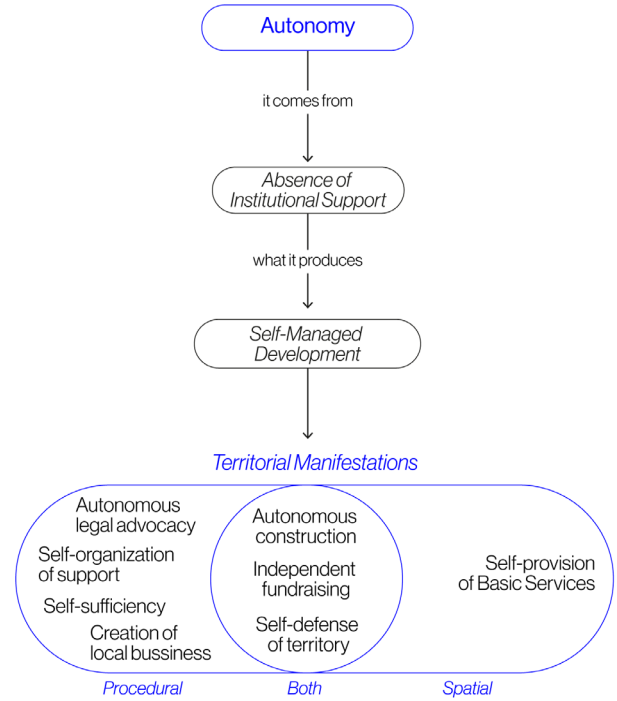 Autonomy
it comes from
Absence of
Institutional Support
what it produces
Self-Managed
Development
Territorial Manifestations
Autonomous
legal advocacy
Self-organization
of support
Self-sufficiency
Creation of
local bussiness
Autonomous
construction
Independent
fundraising
Self-defense
of territory
Self-provision
of Basic Services
Procedural
Both
Spatial